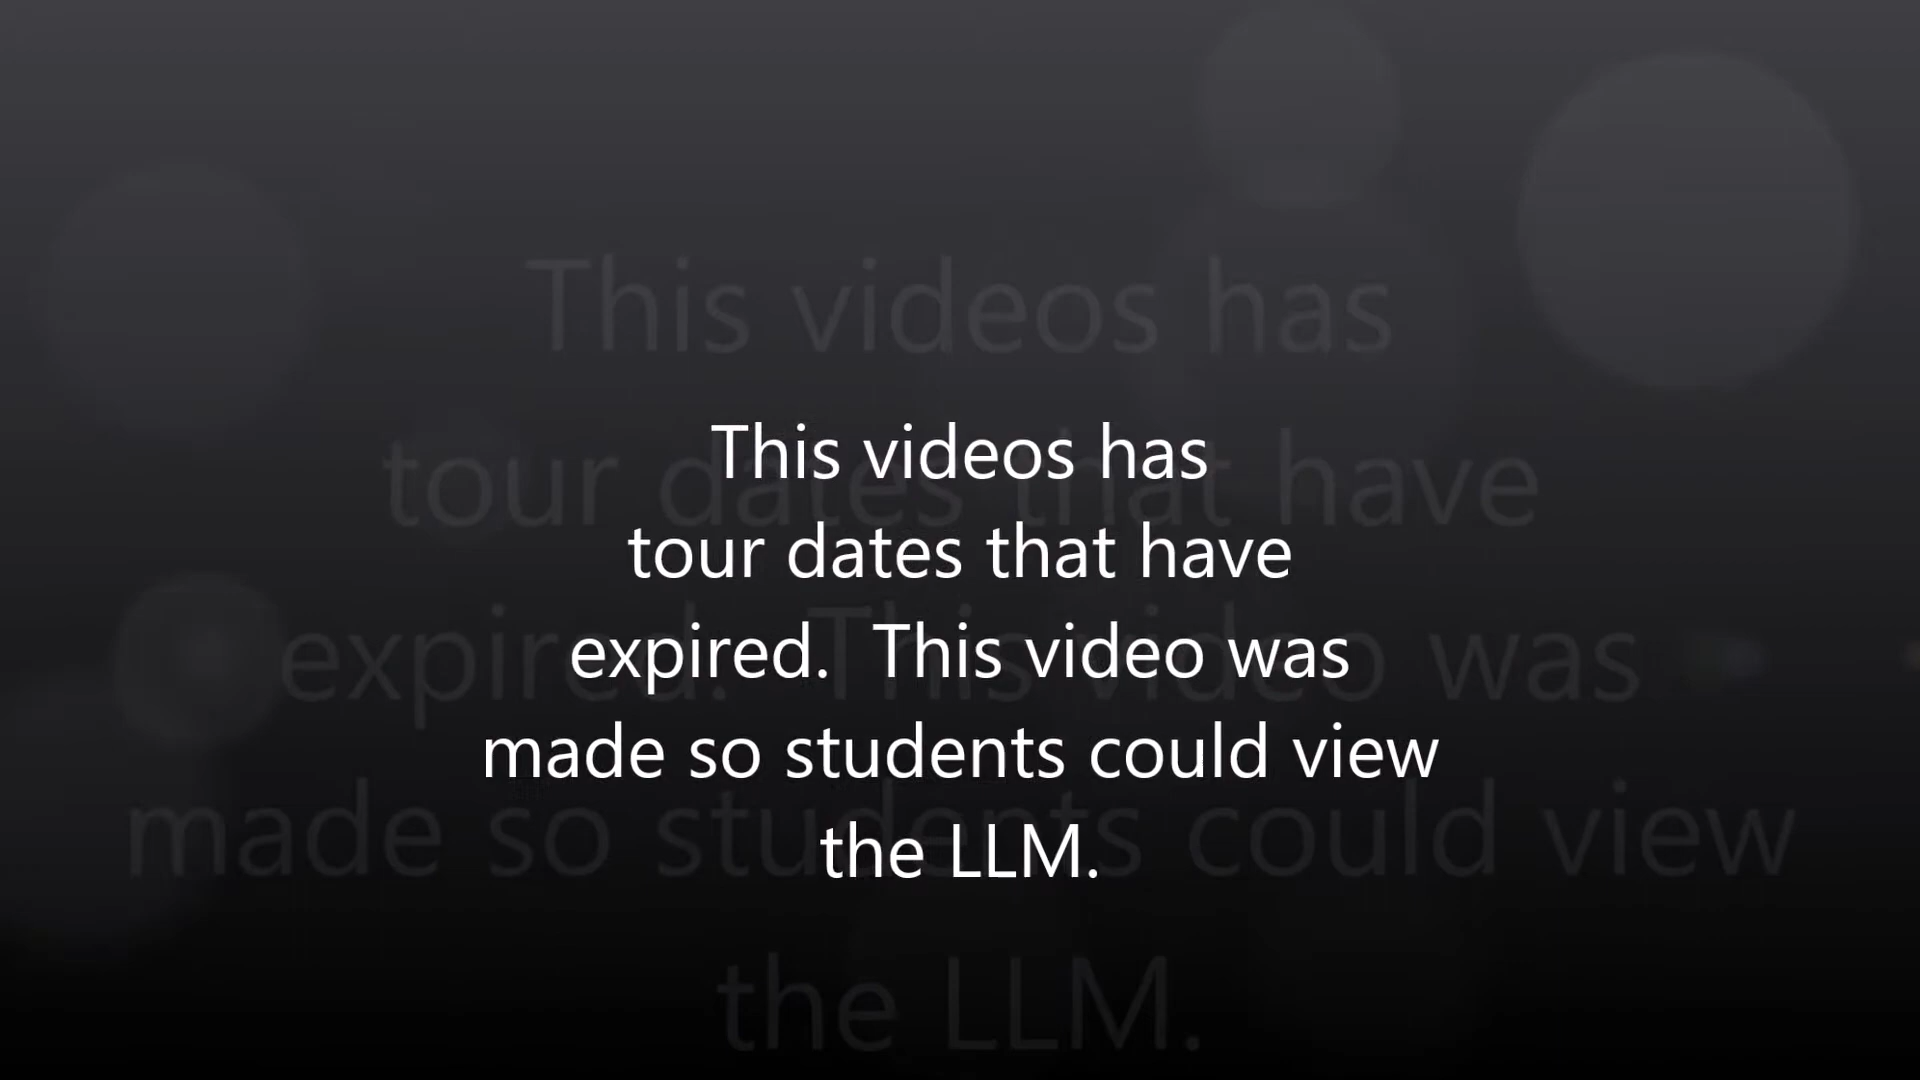 This videos has
tour dates that have
expired.  This video was
made so students could view
the LLM.